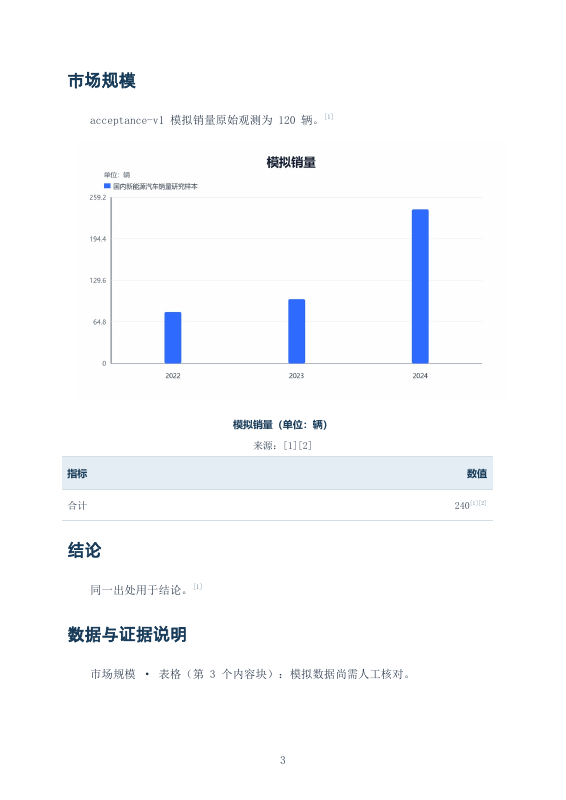 市场规模
acceptance-v1 模拟销量原始观测为 120 辆。[1]
模拟销量
单位：辆
国内新能源汽车销量研究样本
259.2
194.4
129.6
64.8
0
2022
2023
2024
模拟销量（单位：辆）
来源：[1][2]
指标 数值
合计 240[1][2]
结论
同一出处用于结论。[1]
数据与证据说明
市场规模 • 表格（第 3 个内容块）：模拟数据尚需人工核对。
3